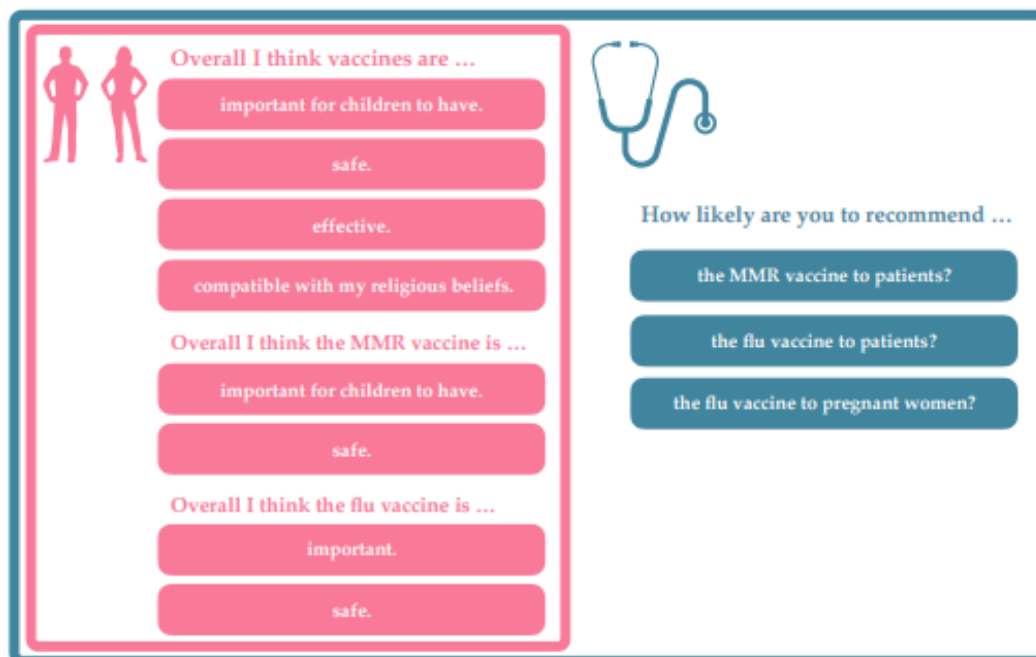 Overall I think vaccines are …
important for children to have.
safe.
effective.
compatible with my religious beliefs.
Overall I think the MMR vaccine is …
important for children to have.
safe.
Overall I think the flu vaccine is …
important.
safe.
How likely are you to recommend …
the MMR vaccine to patients?
the flu vaccine to patients?
the flu vaccine to pregnant women?